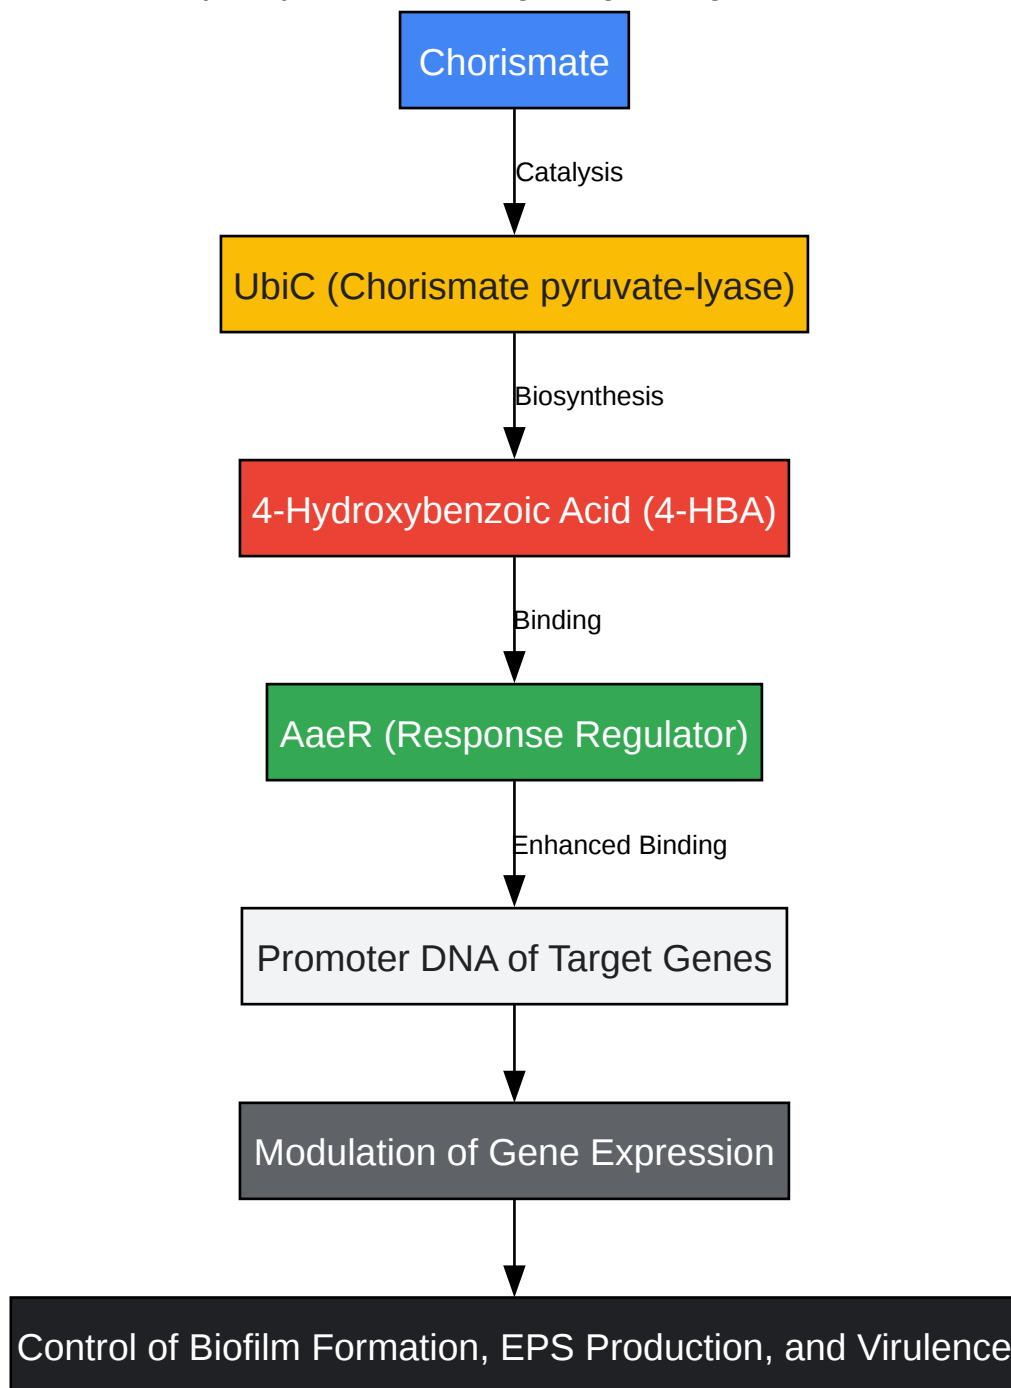 Chorismate
Catalysis
UbiC (Chorismate pyruvate-lyase)
Biosynthesis
4-Hydroxybenzoic Acid (4-HBA)
Binding
AaeR (Response Regulator)
Enhanced Binding
Promoter DNA of Target Genes
Modulation of Gene Expression
Control of Biofilm Formation, EPS Production, and Virulence